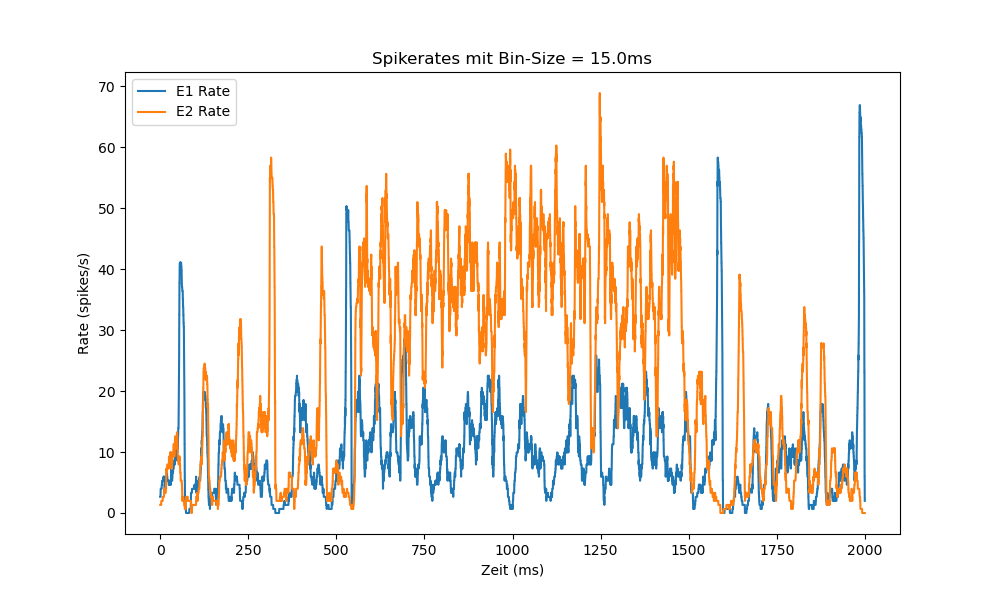 Spikerates mit Bin-Size = 15.0ms
E1 Rate
E2 Rate
Rate (spikes/s)
70
60
50
40
30
20
10
0
0 250 500 750 1000 1250 1500 1750 2000
Zeit (ms)